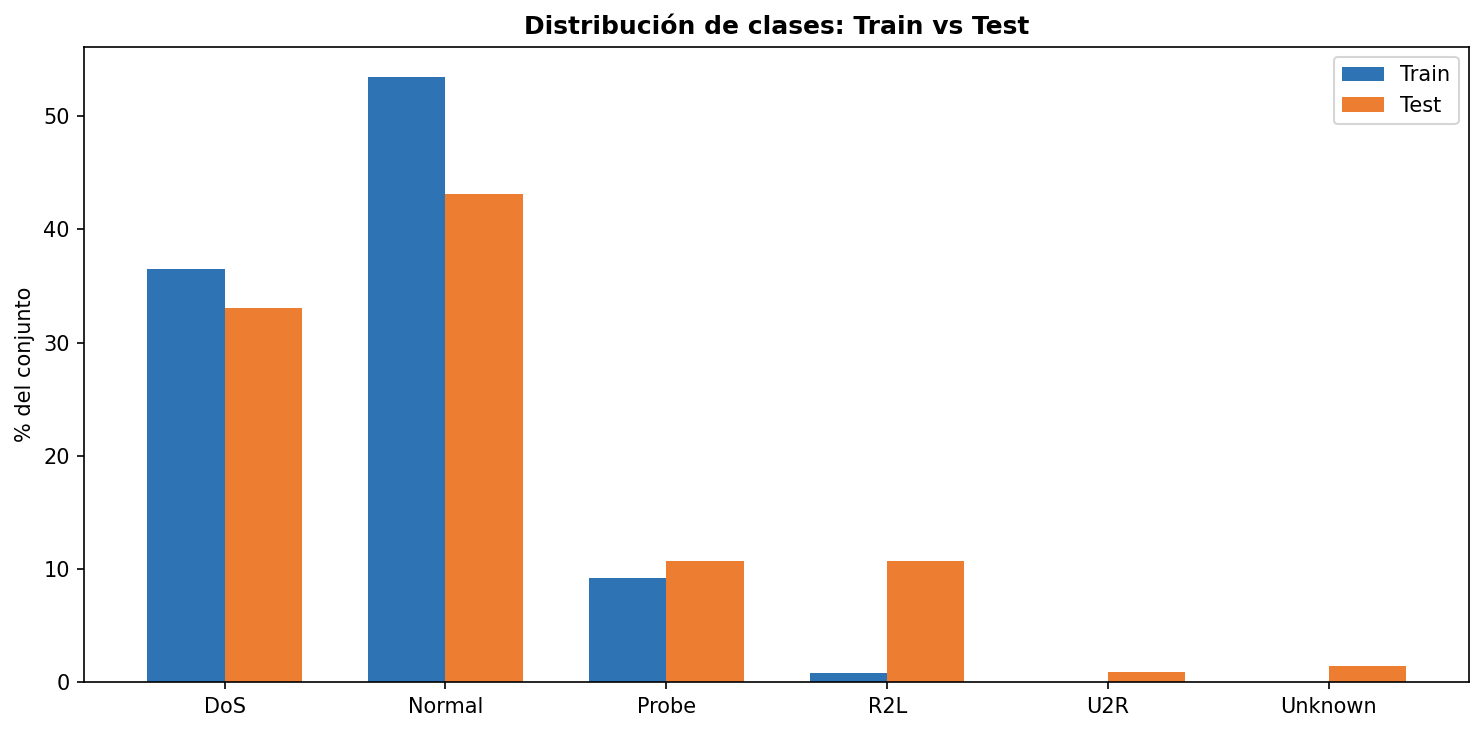 Distribución de clases: Train vs Test
Train
Test
% del conjunto
50
40
30
20
10
0
DoS
Normal
Probe
R2L
U2R
Unknown